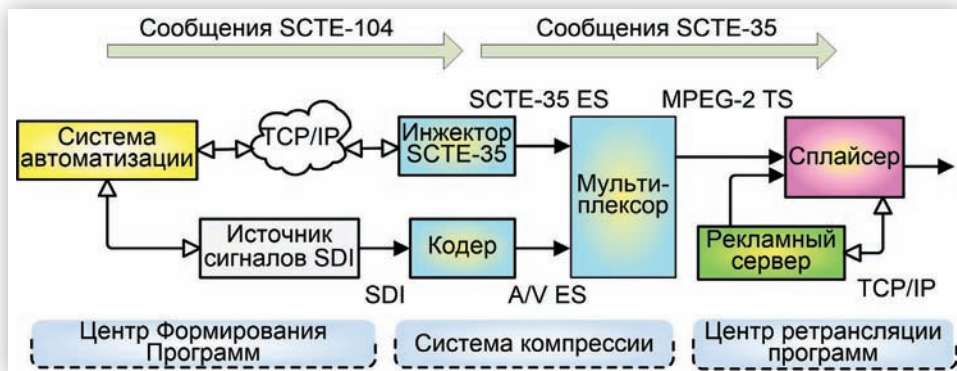 Сообщения SCTE-104
Сообщения SCTE-35
SCTE-35 ES
MPEG-2 TS
Система
автоматизации
TCP/IP
Инжектор
SCTE-35
Мульти-
плексор
Сплайсер
Источник
сигналов SDI
Кодер
Рекламный
сервер
SDI
A/V ES
TCP/IP
Центр Формирования
Программ
Система компрессии
Центр ретрансляции
программ